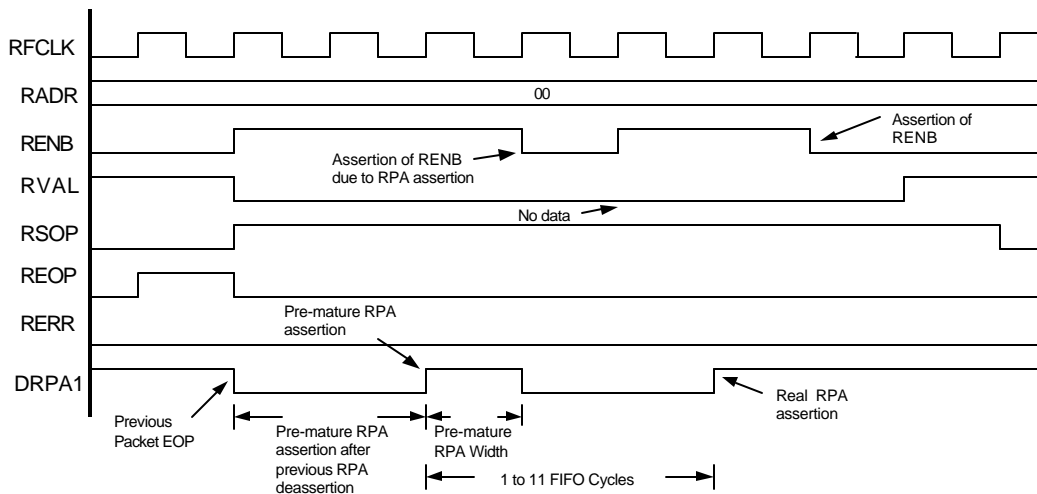 RFCLK
RADR
00
RENB
Assertion of
RENB
Assertion of RENB
due to RPA assertion
RVAL
No data
RSOP
REOP
Pre-mature RPA
assertion
RERR
DRPA1
Real RPA
assertion
Previous
Packet EOP
Pre-mature RPA
assertion after
previous RPA
deassertion
Pre-mature
RPA Width
1 to 11 FIFO Cycles